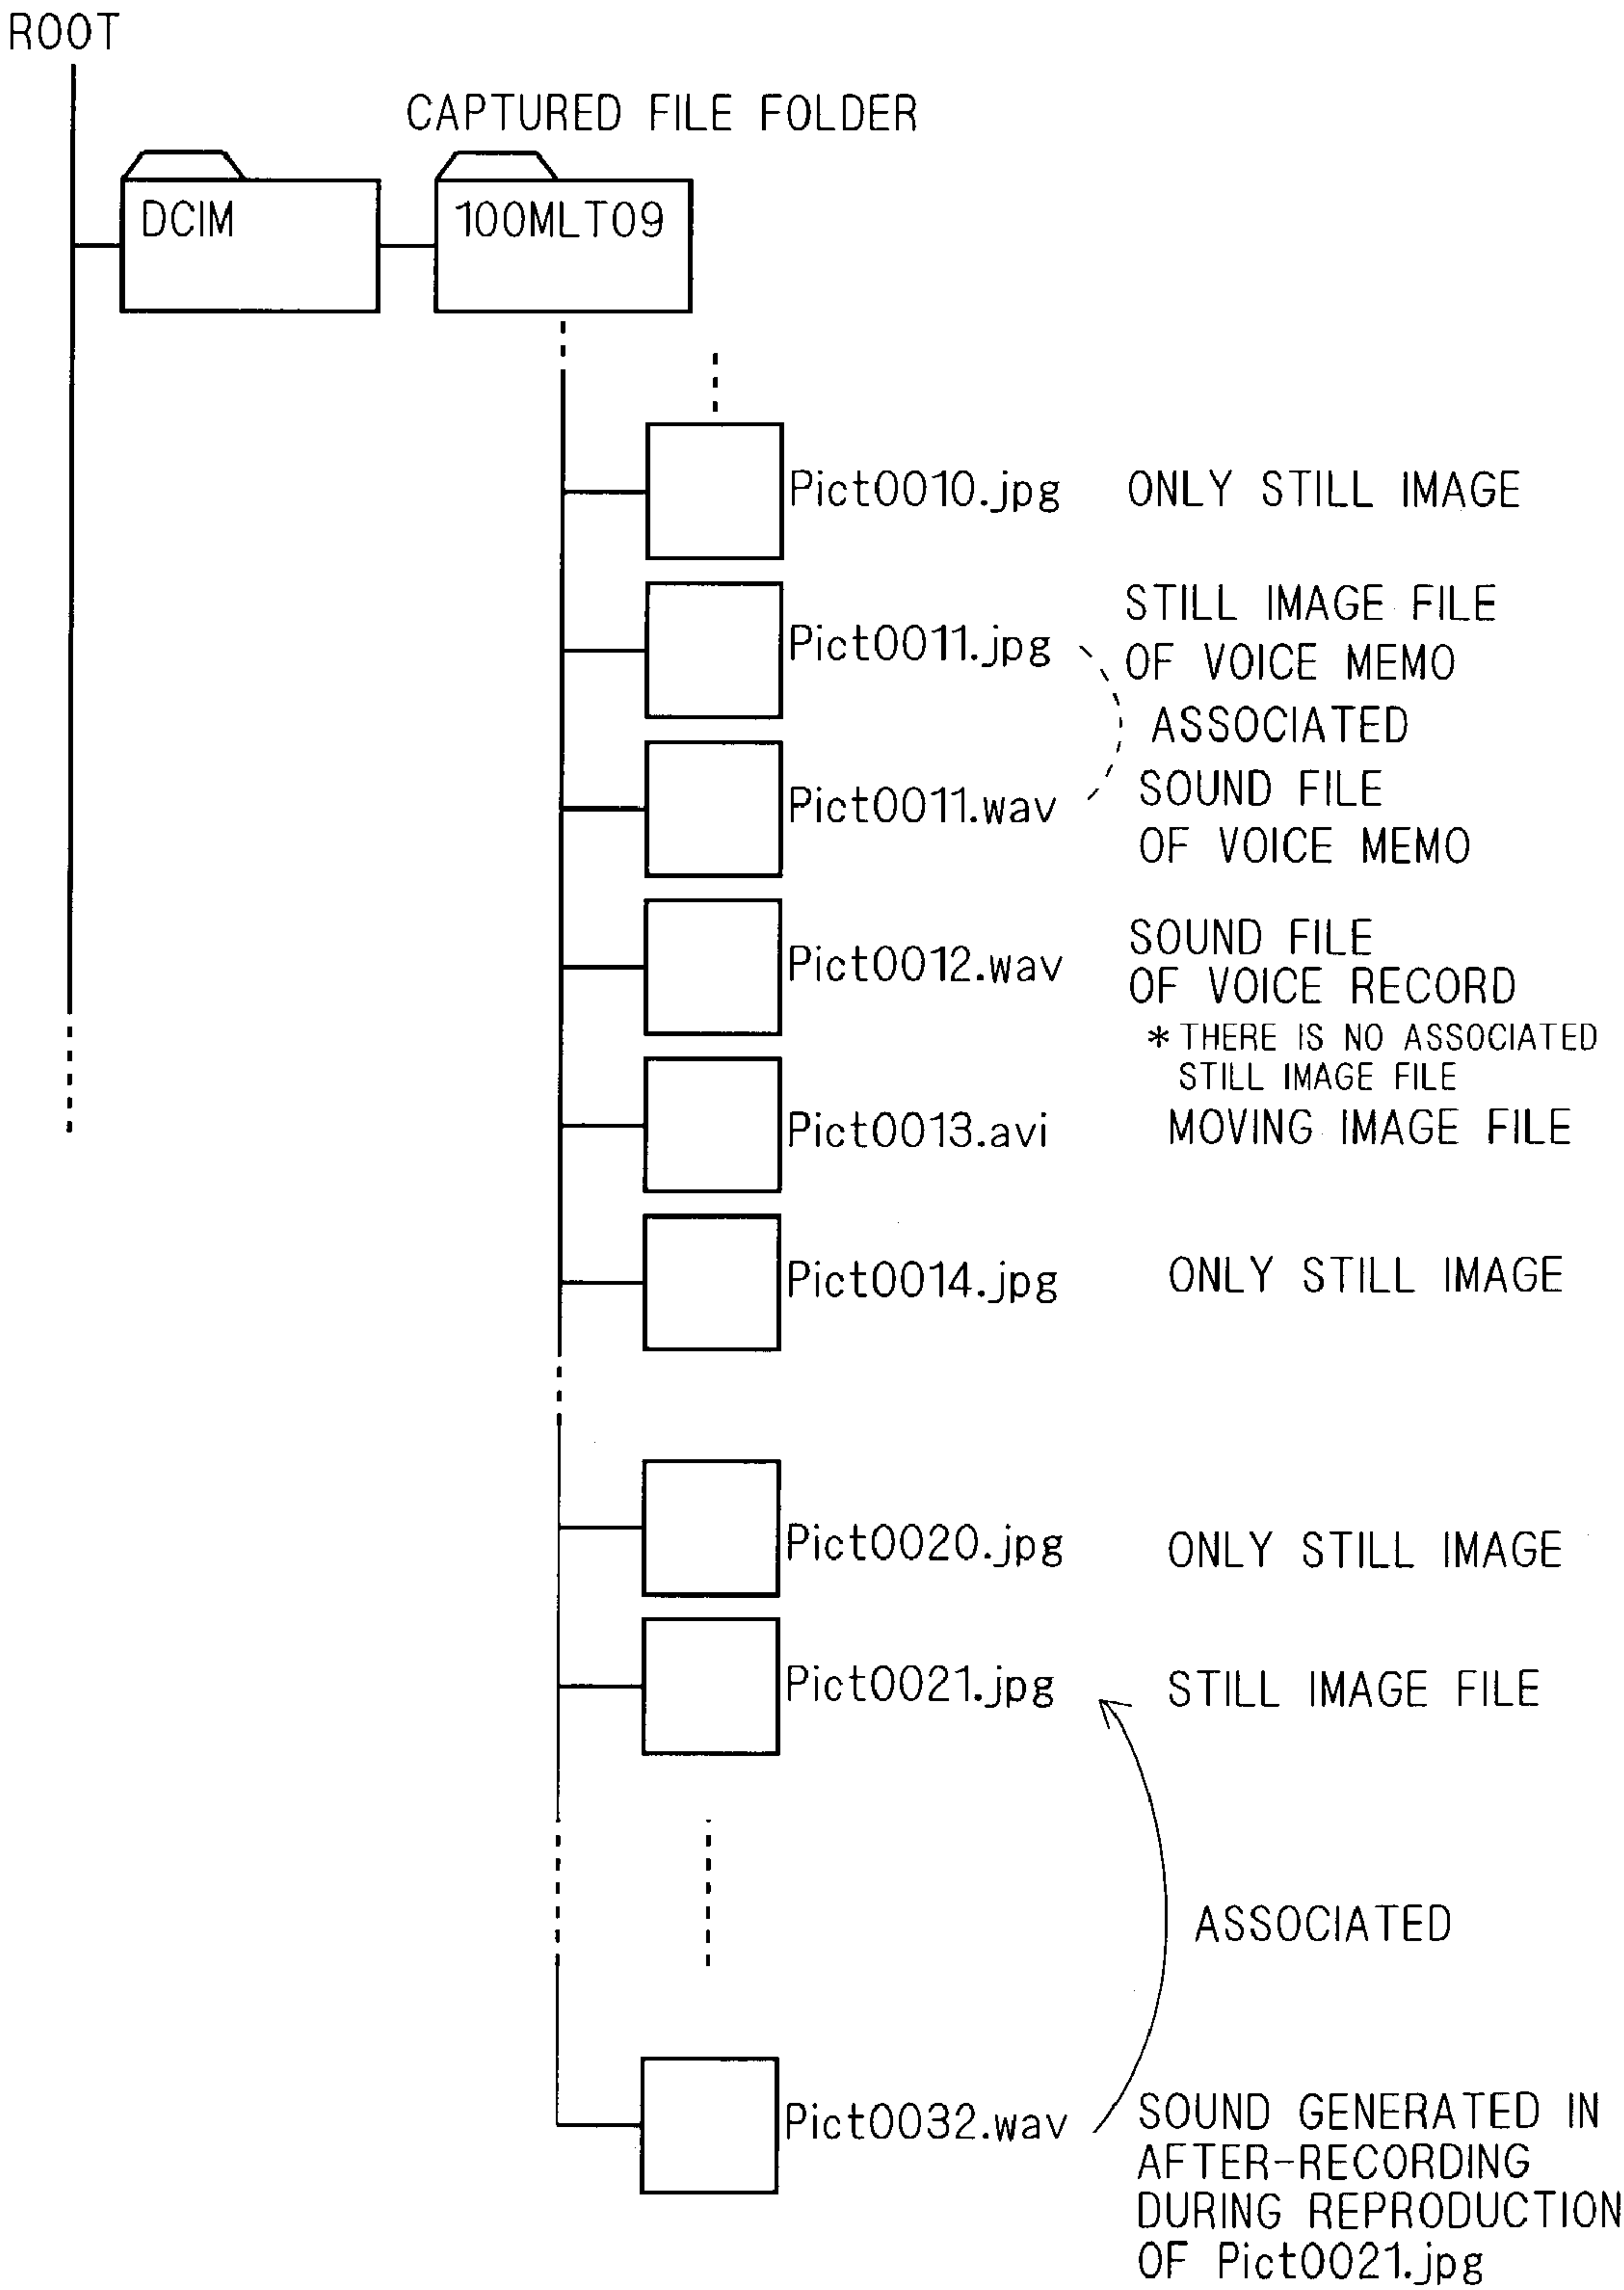 ROOT
CAPTURED FILE FOLDER
DCIM
100MLT09
Pict0010.jpg ONLY STILL IMAGE
STILL IMAGE FILE
Pict0011.jpg OF VOICE MEMO
ASSOCIATED
Pict0011.wav SOUND FILE
OF VOICE MEMO
SOUND FILE
Pict0012.wav OF VOICE RECORD
* THERE IS NO ASSOCIATED
STILL IMAGE FILE
Pict0013.avi MOVING IMAGE FILE
Pict0014.jpg ONLY STILL IMAGE
Pict0020.jpg ONLY STILL IMAGE
Pict0021.jpg STILL IMAGE FILE
ASSOCIATED
Pict0032.wav SOUND GENERATED IN
AFTER-RECORDING
DURING REPRODUCTION
OF Pict0021.jpg